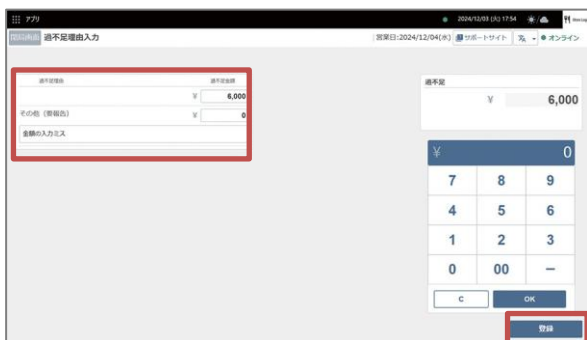 アプリ
2024/12/03 (火) 17:54
過不足理由入力
営業日:2024/12/04(水)
サポートサイト
オンライン
過不足理由
過不足金額
¥ 6,000
その他（要報告） ¥ 0
金額の入力ミス
過不足
¥ 6,000
¥ 0
7 8 9
4 5 6
1 2 3
0 00 −
C OK
登録